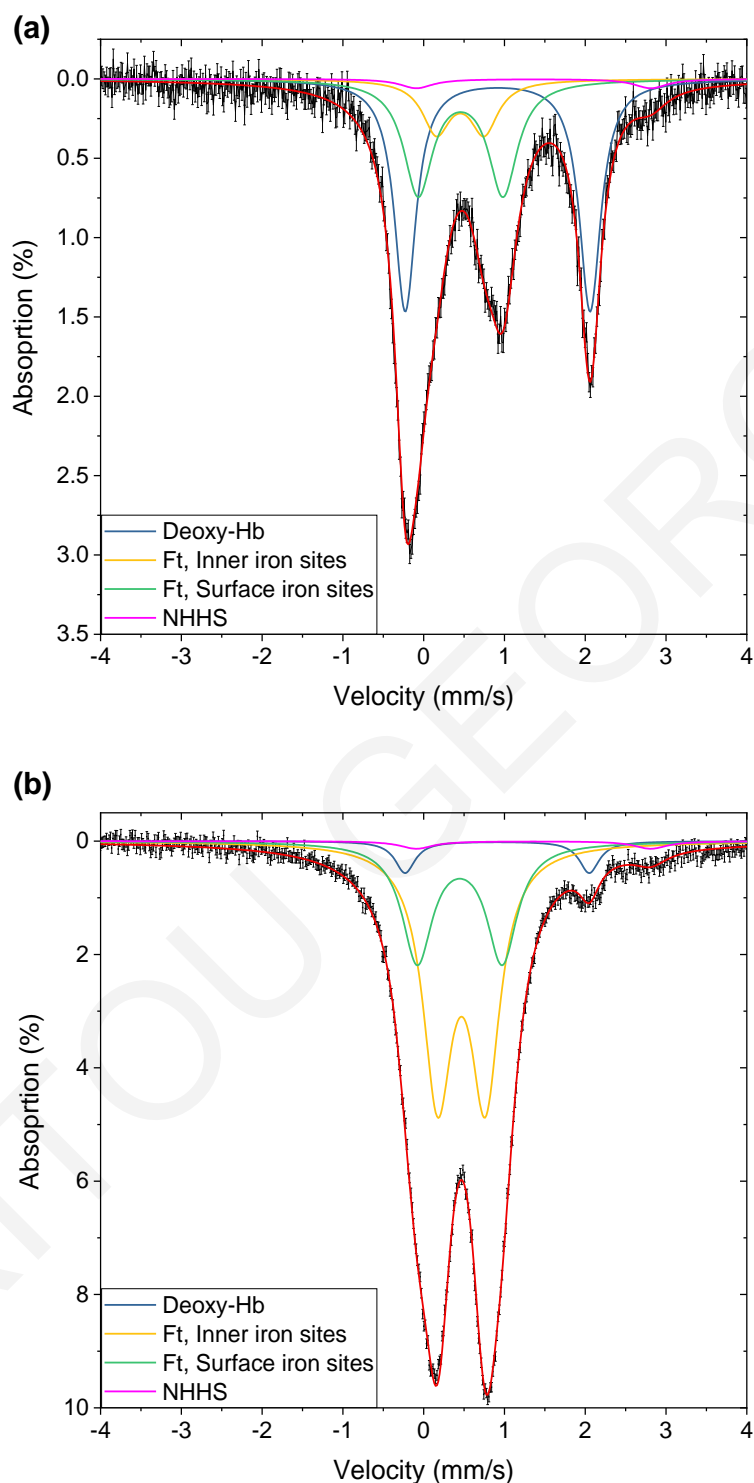 (a)
0.0
0.5
1.0
1.5
2.0
2.5
3.0
3.5
Absoprtion (%)
Deoxy-Hb
Ft, Inner iron sites
Ft, Surface iron sites
NHHS
-4 -3 -2 -1 0 1 2 3 4
Velocity (mm/s)
(b)
0
2
4
6
8
10
Absoprtion (%)
Deoxy-Hb
Ft, Inner iron sites
Ft, Surface iron sites
NHHS
-4 -3 -2 -1 0 1 2 3 4
Velocity (mm/s)